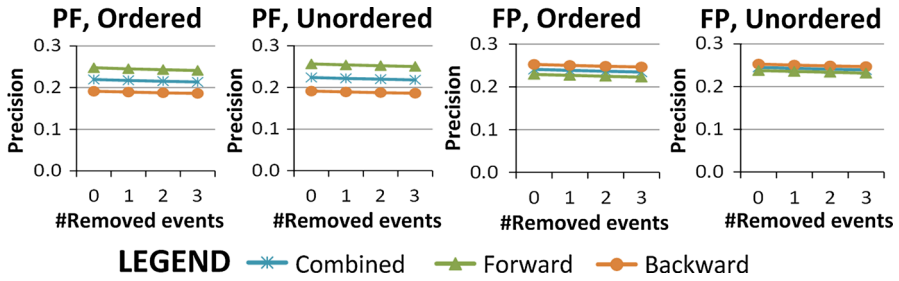 PF, Ordered
Precision
0.3
0.2
0.1
0.0
0 1 2 3
#Removed events
PF, Unordered
Precision
0.3
0.2
0.1
0.0
0 1 2 3
#Removed events
FP, Ordered
Precision
0.3
0.2
0.1
0.0
0 1 2 3
#Removed events
FP, Unordered
Precision
0.3
0.2
0.1
0.0
0 1 2 3
#Removed events
LEGEND Combined Forward Backward